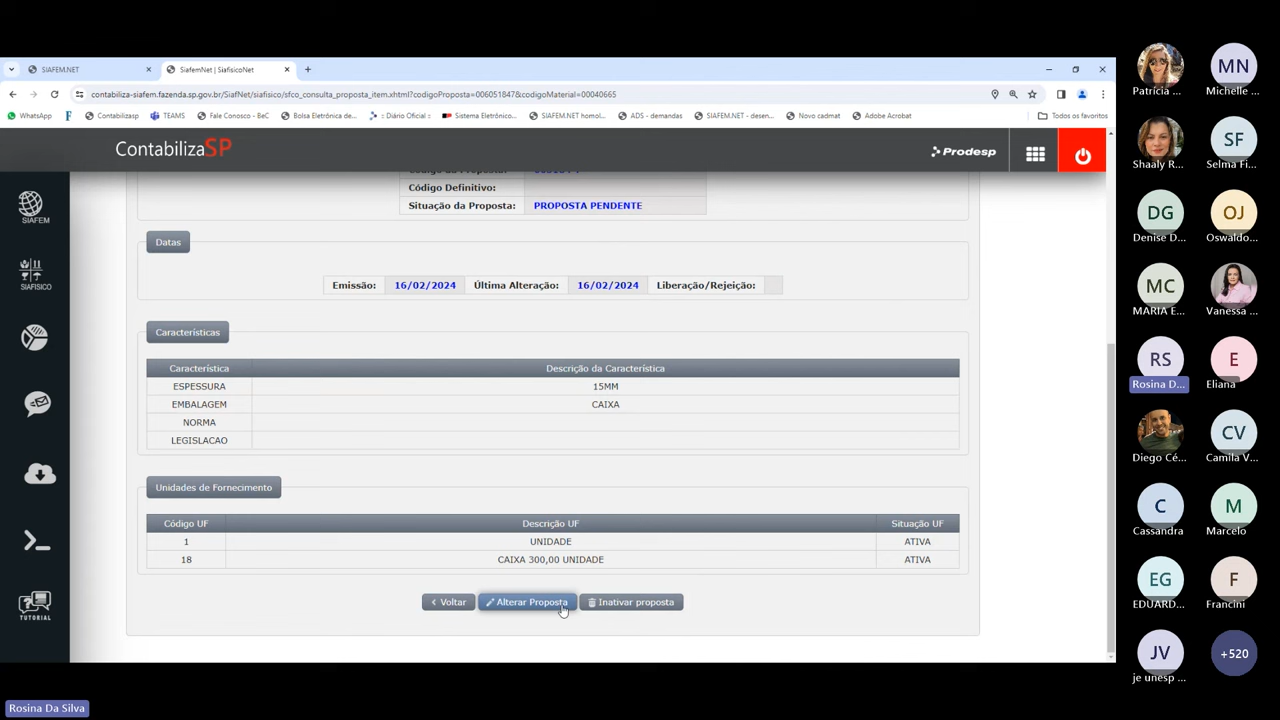 SIAFEM.NET
SiafemNet | SiafisicoNet
contabiliza-siafem.fazenda.sp.gov.br/SiafNet/siafisico/sfco_consulta_proposta_item.xhtml?codigoProposta=006051847&codigoMaterial=00040665
WhatsApp
Contabilizasp
TEAMS
Fale Conosco - BeC
Bolsa Eletrônica de...
: : Diário Oficial : :
Sistema Eletrônico...
SIAFEM.NET homol...
ADS - demandas
SIAFEM.NET - desen...
Novo cadmat
Adobe Acrobat
Todos os favoritos
ContabilizaSP
Prodesp
Código Definitivo:
Situação da Proposta: PROPOSTA PENDENTE
Datas
Emissão: 16/02/2024 Última Alteração: 16/02/2024 Liberação/Rejeição:
Características
Característica Descrição da Característica
ESPESSURA 15MM
EMBALAGEM CAIXA
NORMA
LEGISLACAO
Unidades de Fornecimento
Código UF Descrição UF Situação UF
1 UNIDADE ATIVA
18 CAIXA 300,00 UNIDADE ATIVA
Voltar Alterar Proposta Inativar proposta
SIAFEM
SIAFISICO
TUTORIAL
Patrícia ...
MN
Michelle ...
Shaaly R...
SF
Selma Fi...
DG
Denise D...
OJ
Oswaldo...
MC
MARIA E...
Vanessa ...
RS
Rosina D...
E
Eliana
Diego Cé...
CV
Camila V...
C
Cassandra
M
Marcelo
EG
EDUARD...
F
Francini
JV
je unesp ...
+520
Rosina Da Silva